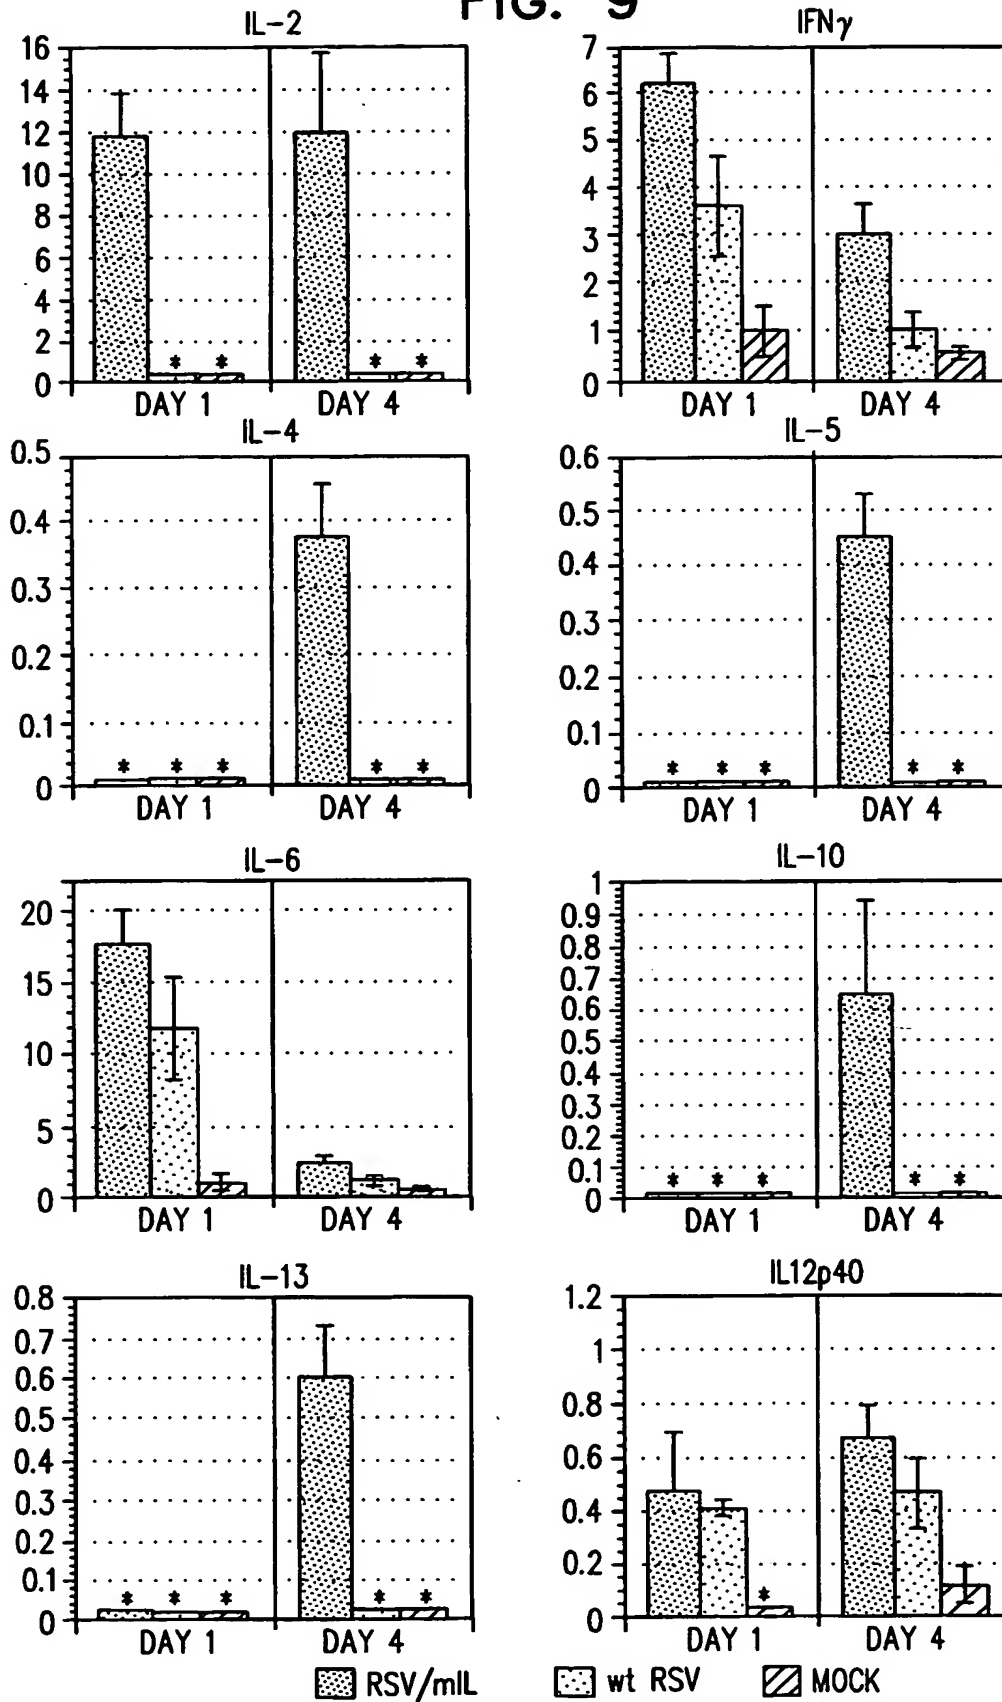 FIG. 9
IL-2
16
14
12
10
8
6
4
2
0
* * * *
DAY 1 DAY 4
IFNγ
7
6
5
4
3
2
1
0
DAY 1 DAY 4
IL-4
0.5
0.4
0.3
0.2
0.1
0
* * * * *
DAY 1 DAY 4
IL-5
0.6
0.5
0.4
0.3
0.2
0.1
0
* * * * *
DAY 1 DAY 4
IL-6
20
15
10
5
0
DAY 1 DAY 4
IL-10
1
0.9
0.8
0.7
0.6
0.5
0.4
0.3
0.2
0.1
0
* * * * *
DAY 1 DAY 4
IL-13
0.8
0.7
0.6
0.5
0.4
0.3
0.2
0.1
0
* * * * *
DAY 1 DAY 4
IL12p40
1.2
1
0.8
0.6
0.4
0.2
0
*
DAY 1 DAY 4
RSV/mIL wt RSV MOCK